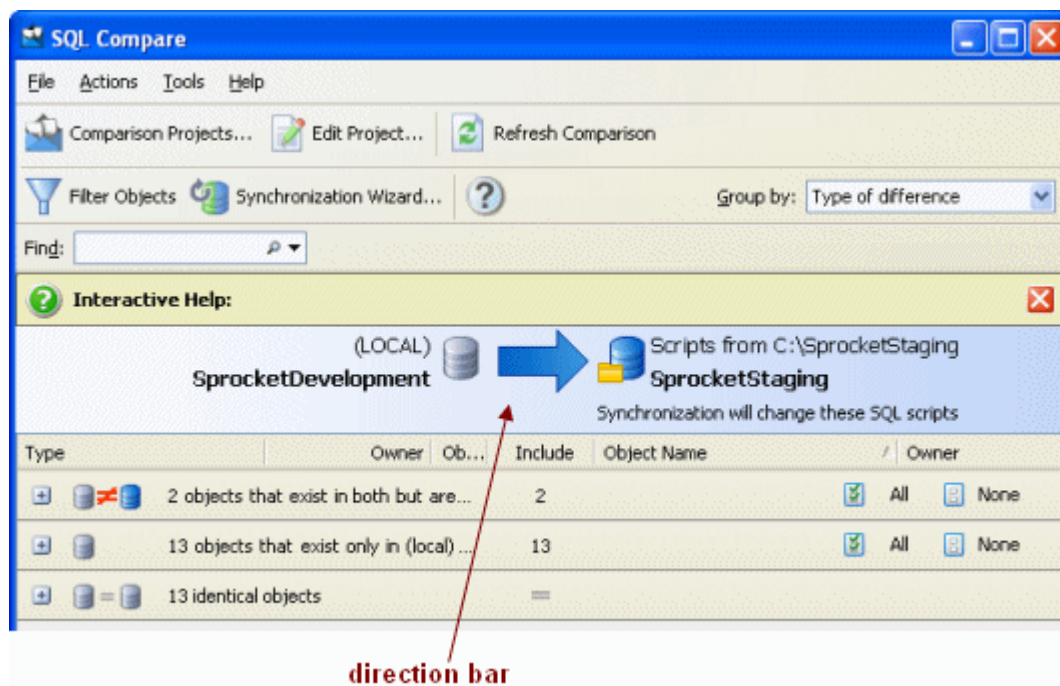 SQL Compare
File Actions Tools Help
Comparison Projects... Edit Project... Refresh Comparison
Filter Objects Synchronization Wizard... ? Group by: Type of difference
Find:
? Interactive Help:
(LOCAL) Scripts from C:\SprocketStaging
SprocketDevelopment SprocketStaging
Synchronization will change these SQL scripts
Type Owner Ob... Include Object Name Owner
2 objects that exist in both but are... 2 All None
13 objects that exist only in (local) ... 13 All None
13 identical objects
direction bar